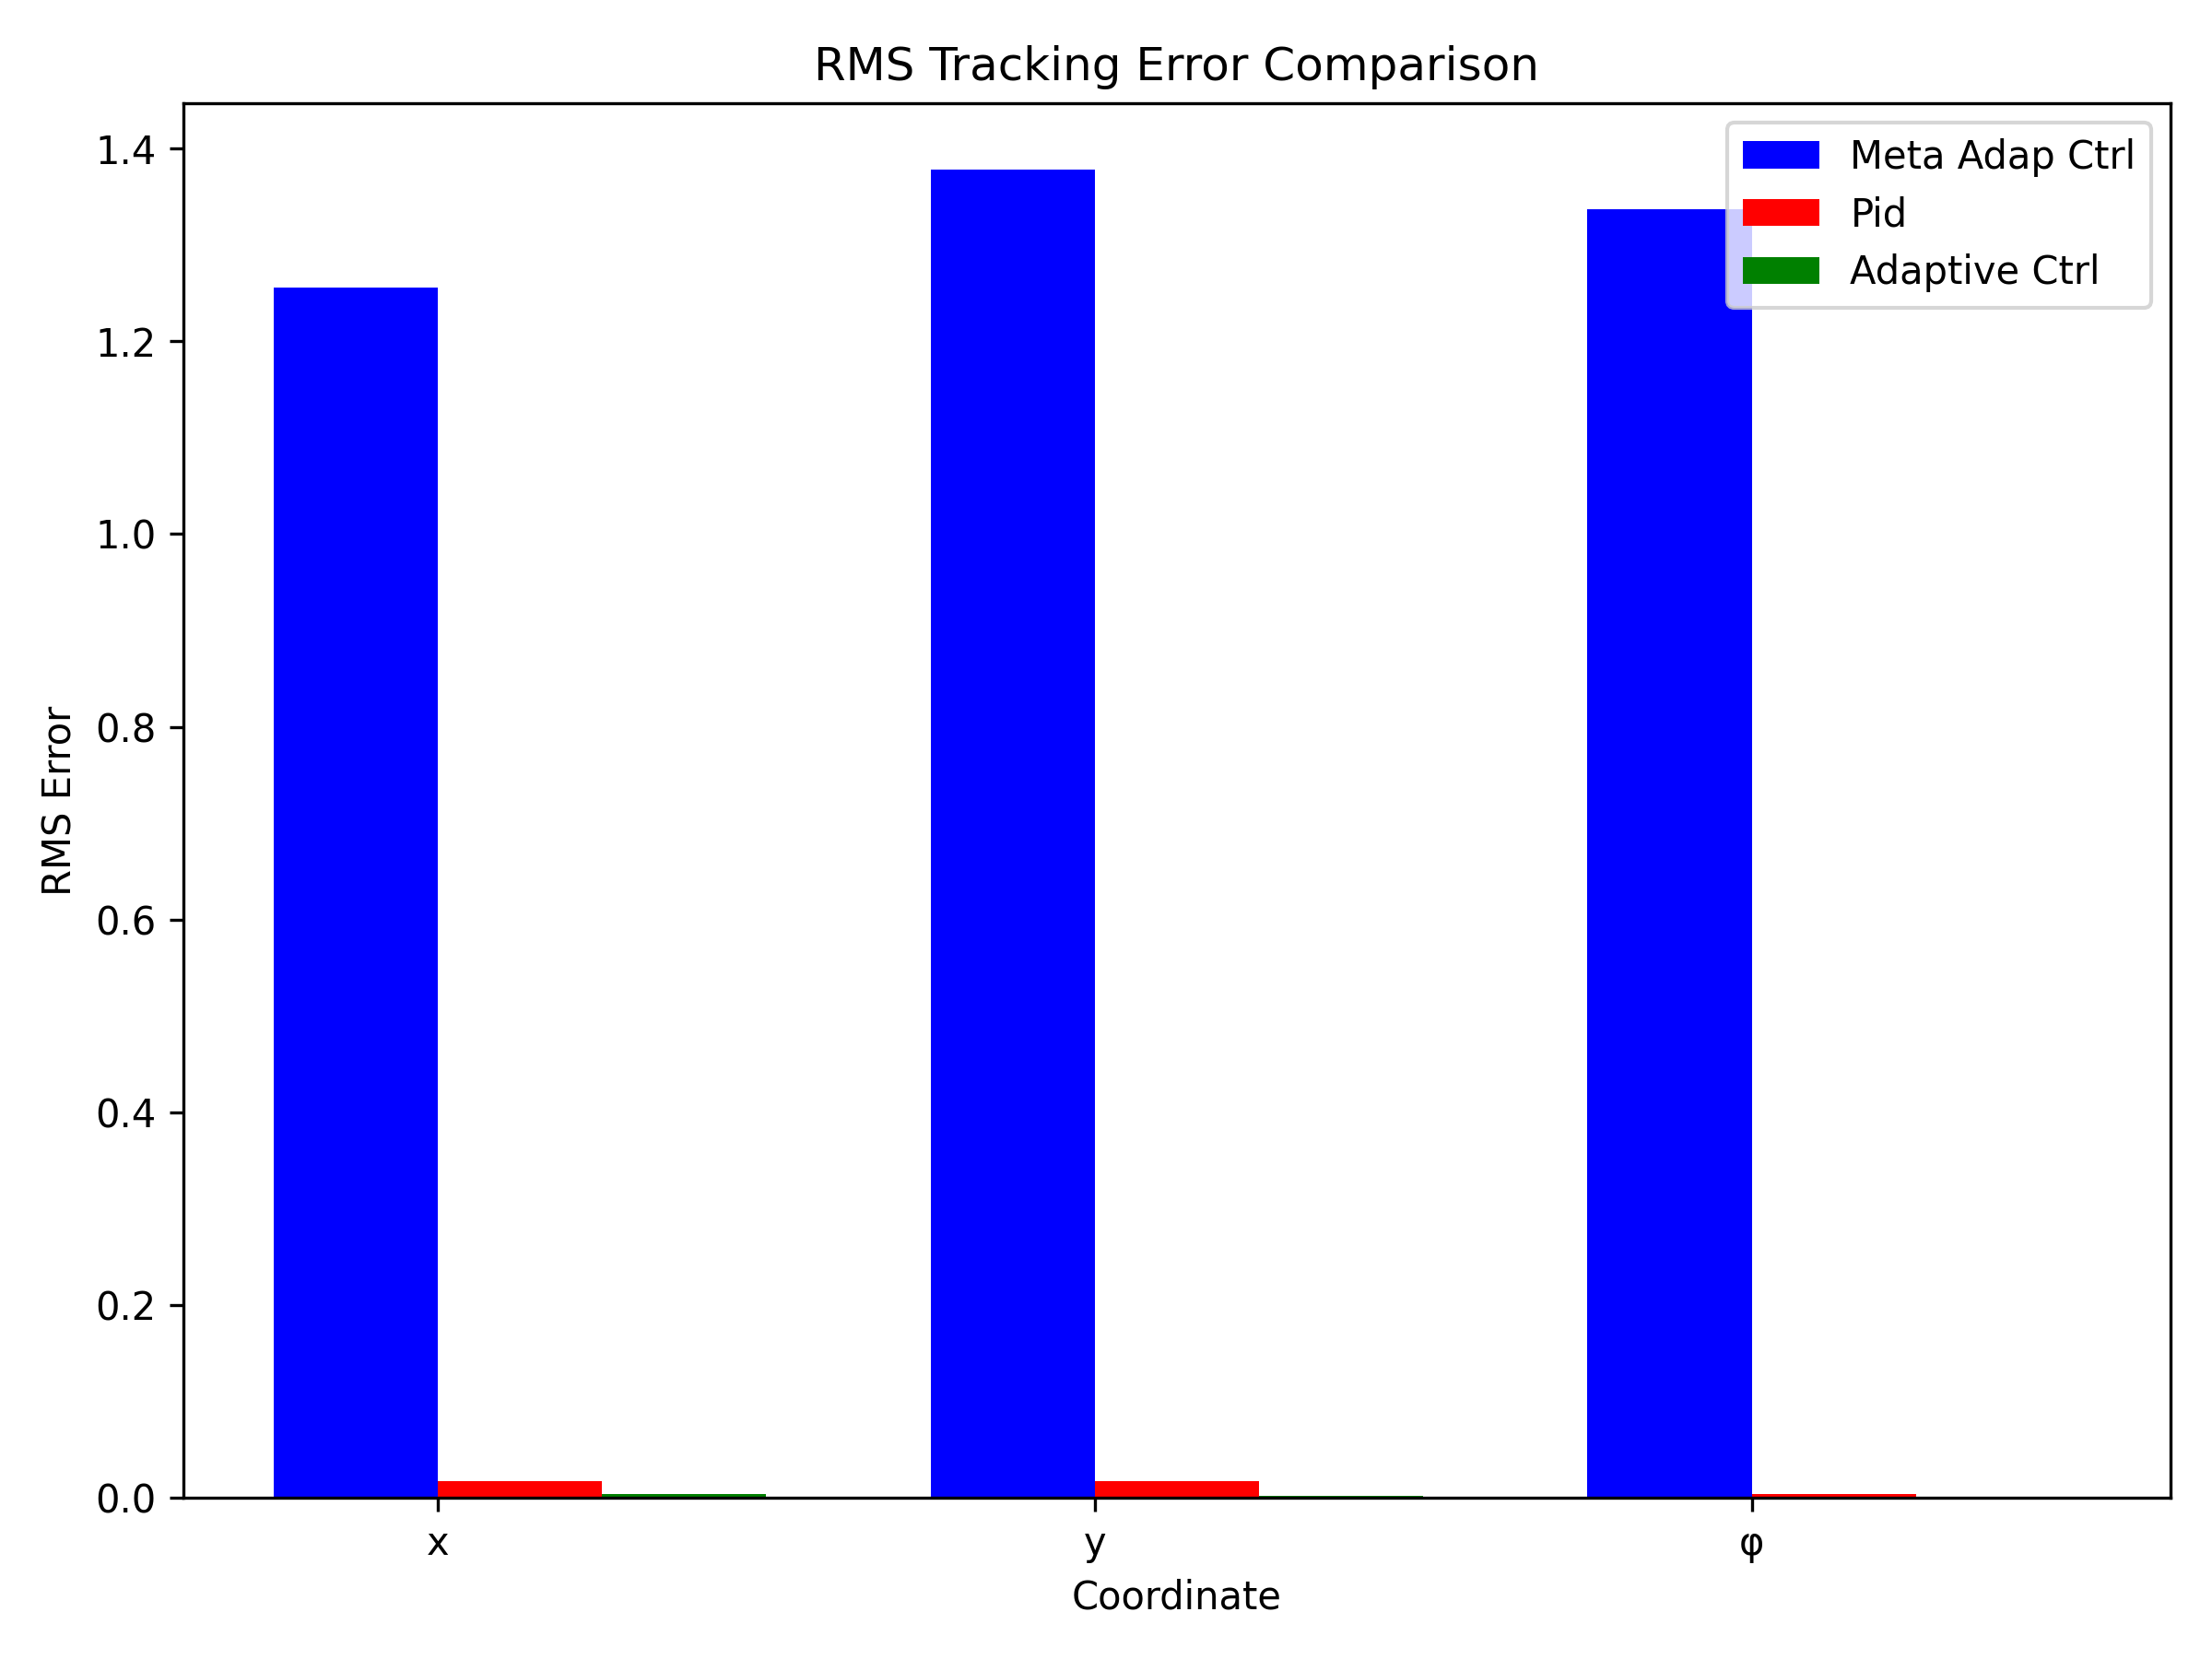 RMS Tracking Error Comparison
Meta Adap Ctrl
Pid
Adaptive Ctrl
RMS Error
1.4
1.2
1.0
0.8
0.6
0.4
0.2
0.0
x
y
φ
Coordinate